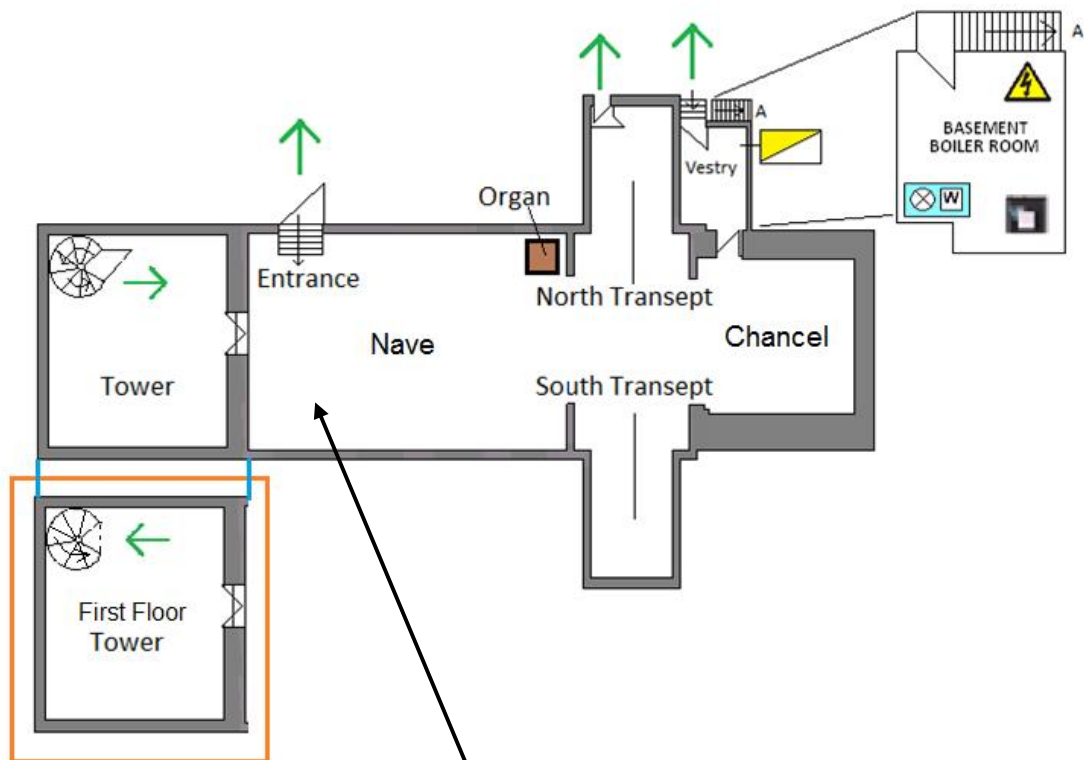 A
BASEMENT
BOILER ROOM
W
A
Vestry
Organ
Entrance
North Transept
Nave
Chancel
South Transept
Tower
First Floor
Tower